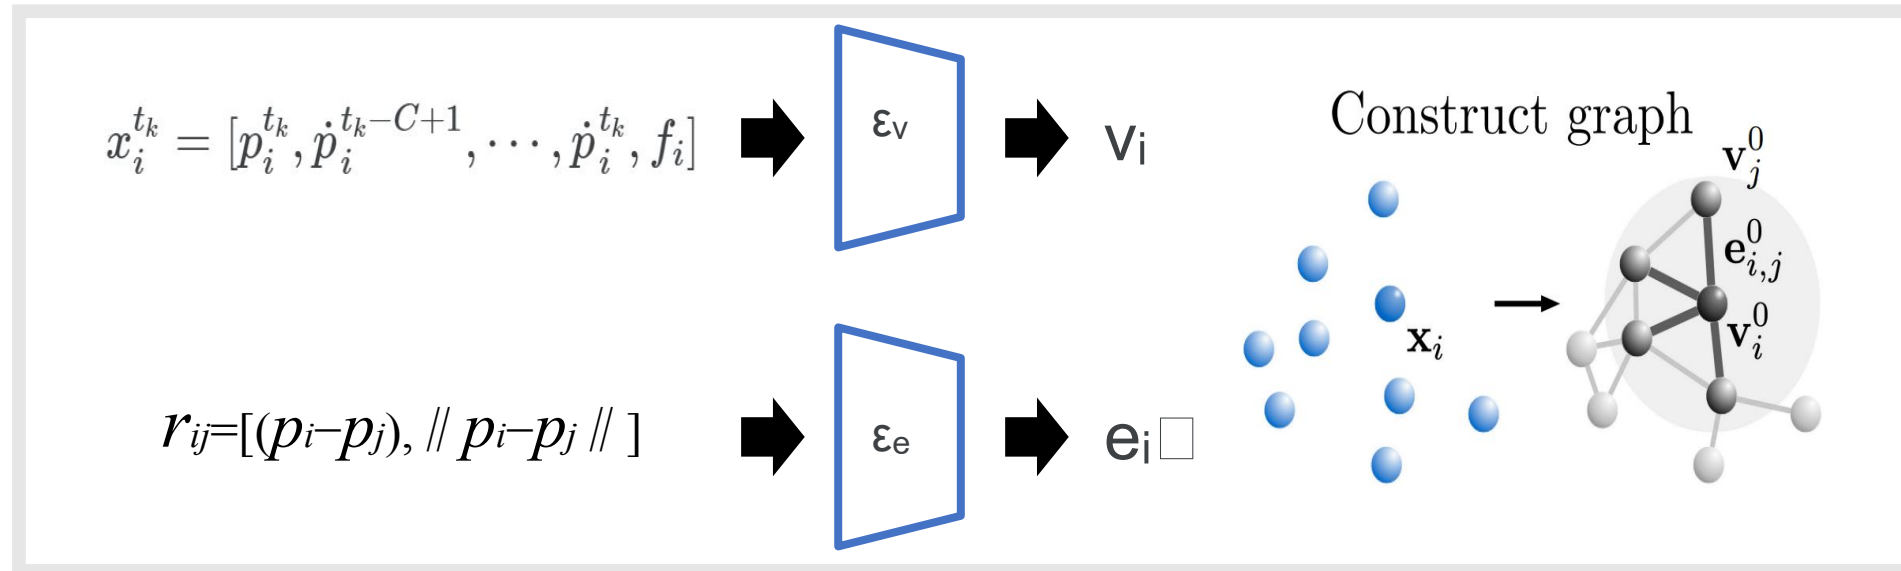 x_i^{t_k} = [p_i^{t_k}, ṗ_i^{t_k-C+1}, ⋯, ṗ_i^{t_k}, f_i]
εv
vi
Construct graph
v_j^0
e_{i,j}^0
v_i^0
x_i
rij=[(pi−pj), ∥ pi−pj ∥ ]
εe
ei□